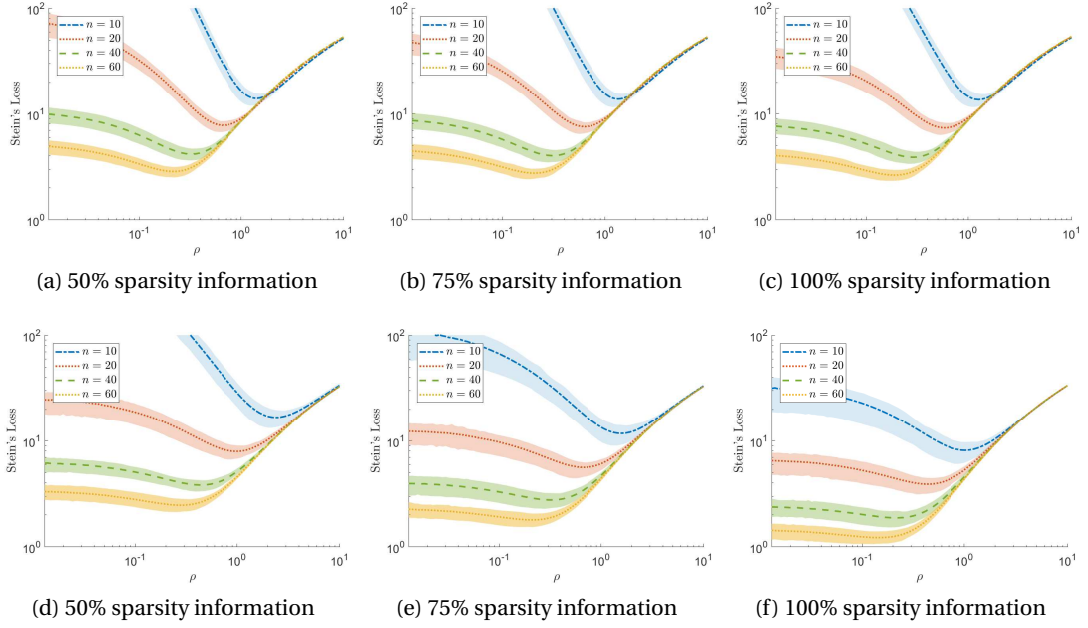 10² 10² 10²
n = 10 n = 10 n = 10
n = 20 n = 20 n = 20
n = 40 n = 40 n = 40
n = 60 n = 60 n = 60
Stein's Loss Stein's Loss Stein's Loss
10¹ 10¹ 10¹
10⁰ 10⁰ 10⁰
10⁻¹ 10⁰ 10¹ 10⁻¹ 10⁰ 10¹ 10⁻¹ 10⁰ 10¹
ρ ρ ρ
(a) 50% sparsity information (b) 75% sparsity information (c) 100% sparsity information
10² 10² 10²
n = 10 n = 10 n = 10
n = 20 n = 20 n = 20
n = 40 n = 40 n = 40
n = 60 n = 60 n = 60
Stein's Loss Stein's Loss Stein's Loss
10¹ 10¹ 10¹
10⁰ 10⁰ 10⁰
10⁻¹ 10⁰ 10¹ 10⁻¹ 10⁰ 10¹ 10⁻¹ 10⁰ 10¹
ρ ρ ρ
(d) 50% sparsity information (e) 75% sparsity information (f) 100% sparsity information